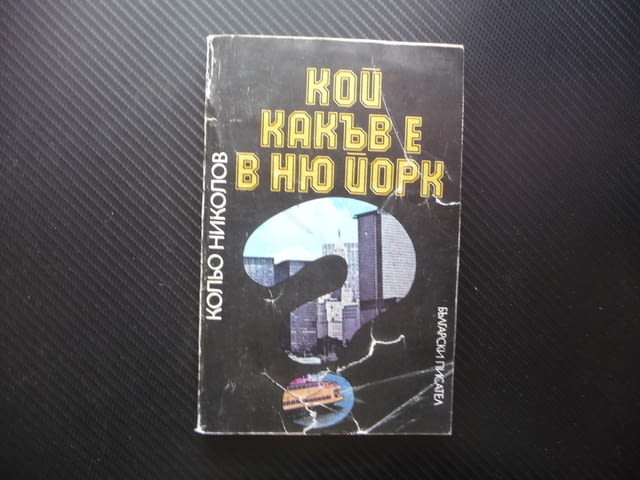 КОЙ
КАКЪВ Е
В НЮ ЙОРК
КОЛЬО НИКОЛОВ
БЪЛГАРСКИ ПИСАТЕЛ